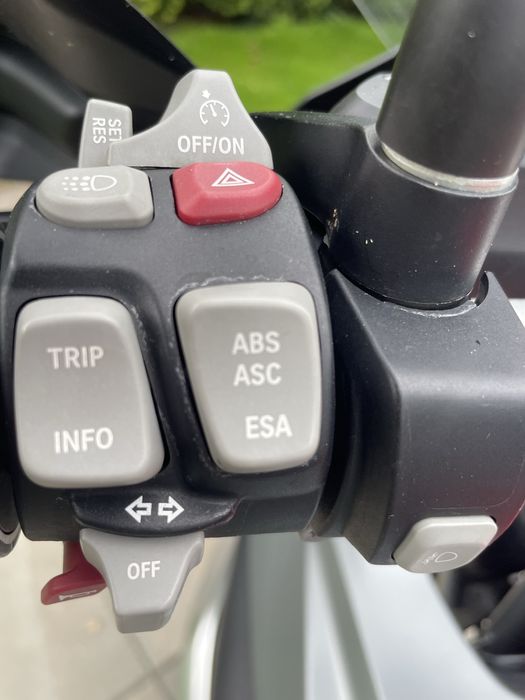 SET
RES
OFF/ON
TRIP
INFO
ABS
ASC
ESA
OFF